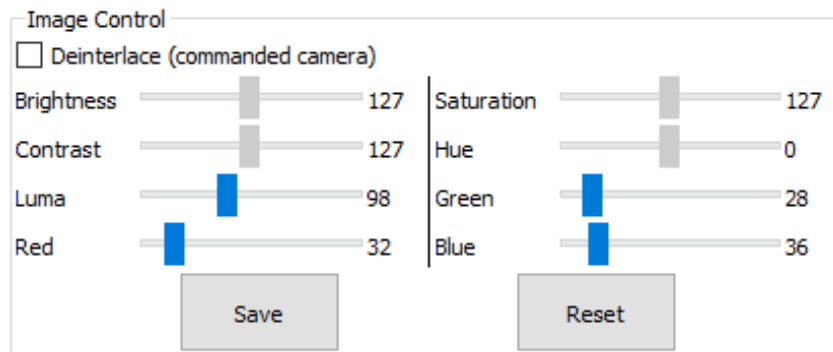 Image Control
Deinterlace (commanded camera)
Brightness 127 Saturation 127
Contrast 127 Hue 0
Luma 98 Green 28
Red 32 Blue 36
Save Reset